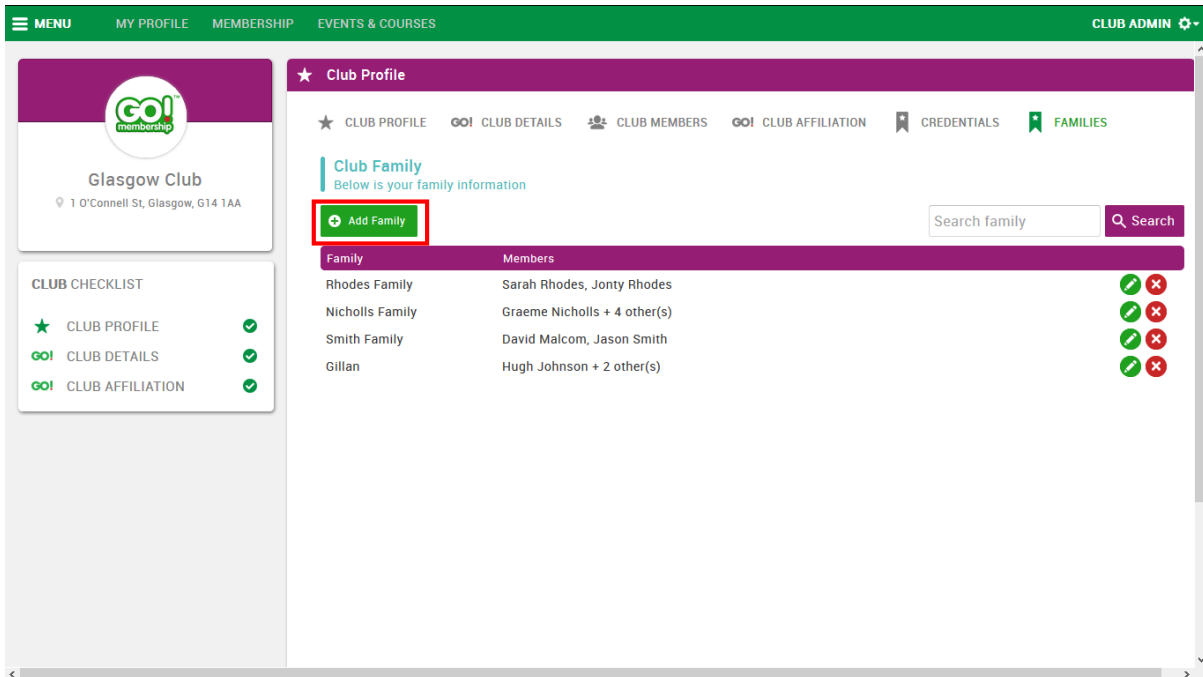 MENU MY PROFILE MEMBERSHIP EVENTS & COURSES CLUB ADMIN
GO!™
membership
Glasgow Club
1 O'Connell St, Glasgow, G14 1AA
CLUB CHECKLIST
CLUB PROFILE
GO! CLUB DETAILS
GO! CLUB AFFILIATION
Club Profile
CLUB PROFILE GO! CLUB DETAILS CLUB MEMBERS GO! CLUB AFFILIATION CREDENTIALS FAMILIES
Club Family
Below is your family information
Add Family Search family Search
Family Members
Rhodes Family Sarah Rhodes, Jonty Rhodes
Nicholls Family Graeme Nicholls + 4 other(s)
Smith Family David Malcom, Jason Smith
Gillan Hugh Johnson + 2 other(s)